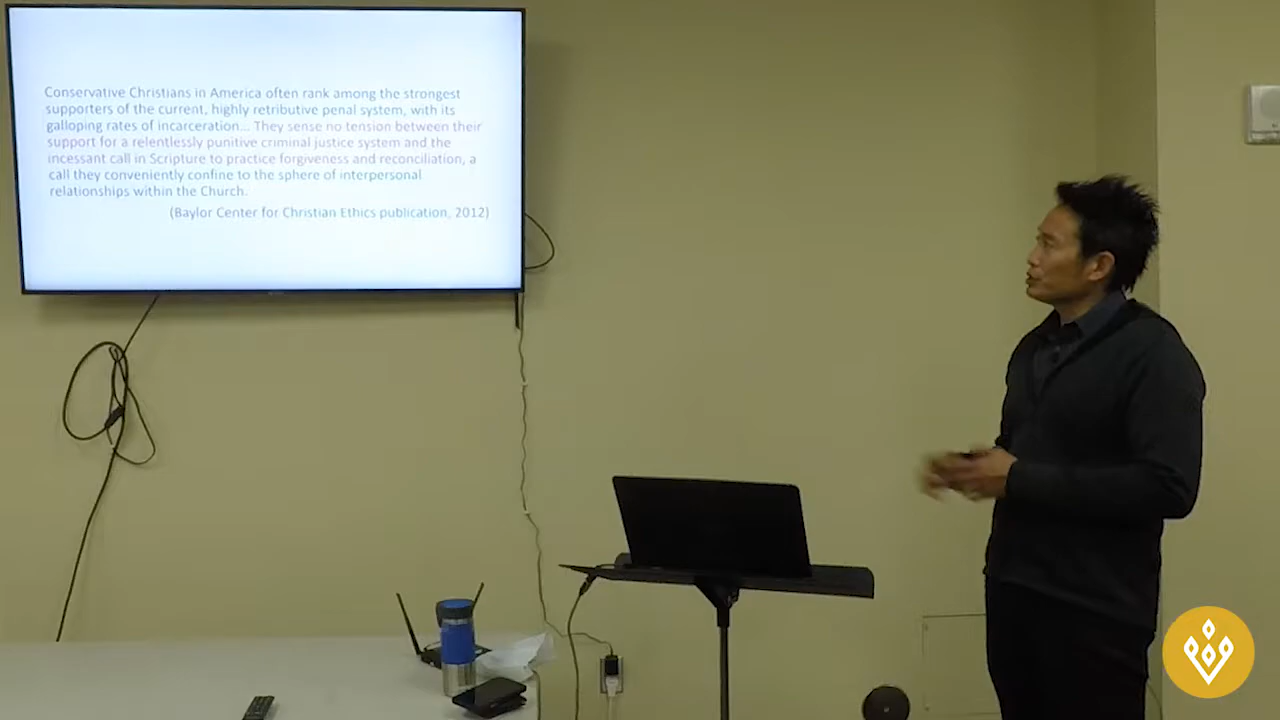 Conservative Christians in America often rank among the strongest
supporters of the current, highly retributive penal system, with its
galloping rates of incarceration... They sense no tension between their
support for a relentlessly punitive criminal justice system and the
incessant call in Scripture to practice forgiveness and reconciliation, a
call they conveniently confine to the sphere of interpersonal
relationships within the Church.
(Baylor Center for Christian Ethics publication, 2012)